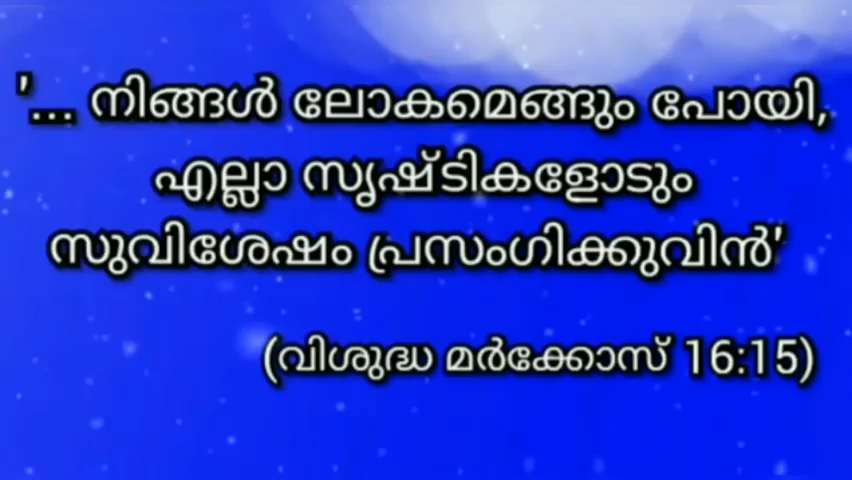 '... നിങ്ങൾ ലോകമെങ്ങും പോയി,
എല്ലാ സൃഷ്ടികളോടും
സുവിശേഷം പ്രസംഗിക്കുവിൻ'
(വിശുദ്ധ മർക്കോസ് 16:15)